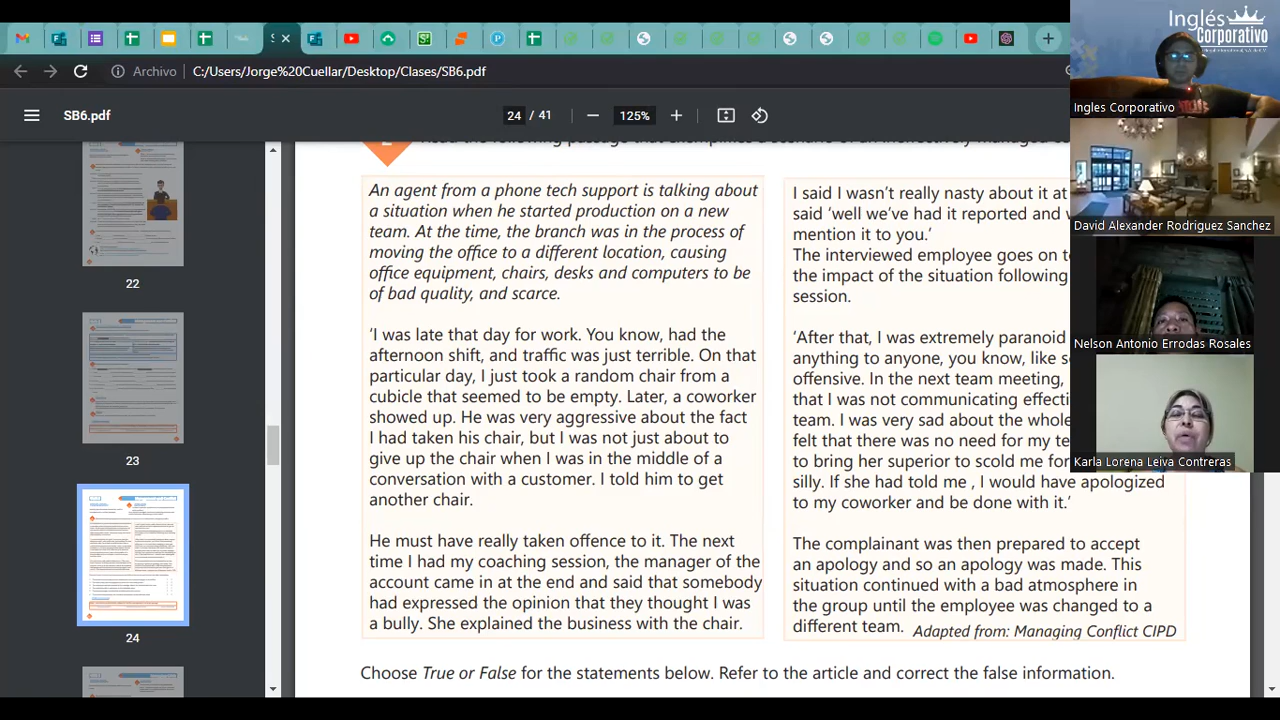 Archivo
C:/Users/Jorge%20Cuellar/Desktop/Clases/SB6.pdf
SB6.pdf
24 / 41
125%
22
23
24
An agent from a phone tech support is talking about
a situation when he started production on a new
team. At the time, the branch was in the process of
moving the office to a different location, causing
office equipment, chairs, desks and computers to be
of bad quality, and scarce.
'I was late that day for work. You know, had the
afternoon shift, and traffic was just terrible. On that
particular day, I just took a random chair from a
cubicle that seemed to be empty. Later, a coworker
showed up. He was very aggressive about the fact
I had taken his chair, but I was not just about to
give up the chair when I was in the middle of a
conversation with a customer. I told him to get
another chair.
He must have really taken offence to it. The next
time I had my coaching session, the manager of the
account came in at the end and said that somebody
had expressed the opinion that they thought I was
a bully. She explained the business with the chair.
I said I wasn't really nasty about it at
said 'well we've had it reported and
mention it to you.'
The interviewed employee goes on
the impact of the situation following
session.
'After that, I was extremely paranoid
anything to anyone, you know, like
offensive. In the next team meeting,
that I was not communicating
team. I was very sad about the whole
felt that there was no need for my
to bring her superior to scold me for
silly. If she had told me , I would have apologized
to my coworker and be done with it.'
The complainant was then prepared to accept
an apology and so an apology was made. This
situation continued with a bad atmosphere in
the group until the employee was changed to a
different team. Adapted from: Managing Conflict CIPD
Choose True or False for the statements below. Refer to the article and correct the false information.
Inglés
Corporativo
Ingles Corporativo
David Alexander Rodriguez Sanchez
Nelson Antonio Errodas Rosales
Karla Lorena Leiva Contreras